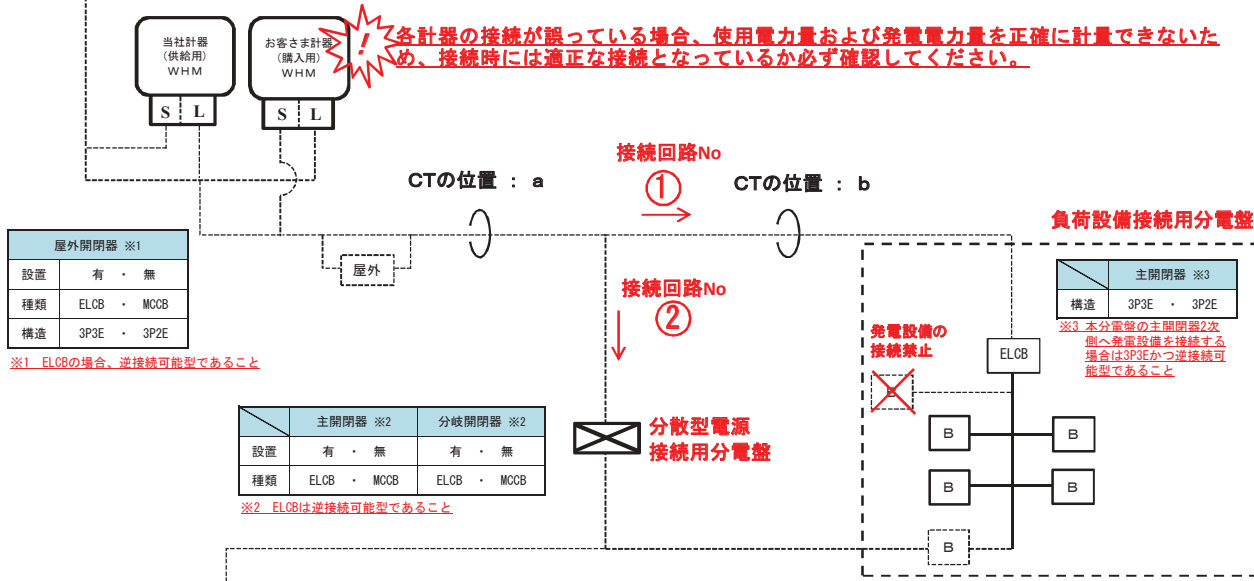 当社計器
(供給用)
WHM
S L
お客さま計器
(購入用)
WHM
S L
!
各計器の接続が誤っている場合、使用電力量および発電電力量を正確に計量できないた
め、接続時には適正な接続となっているか必ず確認してください。
接続回路No
①
CTの位置 : a
CTの位置 : b
負荷設備接続用分電盤
屋外開閉器 ※1
設置 有 ・ 無
種類 ELCB ・ MCCB
構造 3P3E ・ 3P2E
※1 ELCBの場合、逆接続可能型であること
屋外
接続回路No
②
主開閉器 ※3
構造 3P3E ・ 3P2E
※3 本分電盤の主開閉器2次
側へ発電設備を接続する
場合は3P3Eかつ逆接続可
能型であること
発電設備の
接続禁止
ELCB
B
主開閉器 ※2 分岐開閉器 ※2
設置 有 ・ 無 有 ・ 無
種類 ELCB ・ MCCB ELCB ・ MCCB
※2 ELCBは逆接続可能型であること
分散型電源
接続用分電盤
B B
B B
B